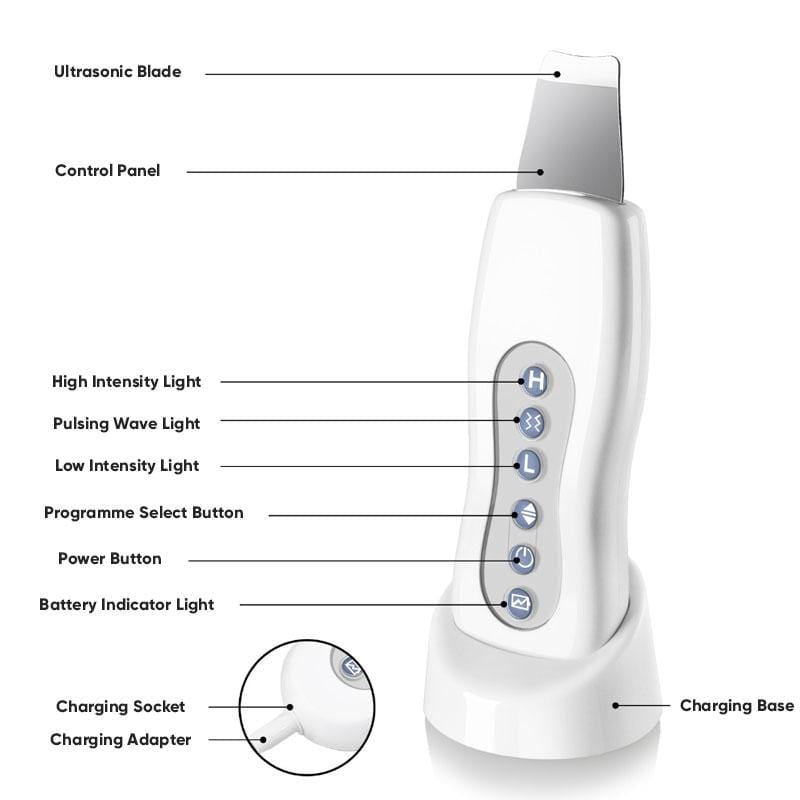 Ultrasonic Blade
Control Panel
High Intensity Light
H
Pulsing Wave Light
Low Intensity Light
L
Programme Select Button
Power Button
Battery Indicator Light
Charging Socket
Charging Base
Charging Adapter